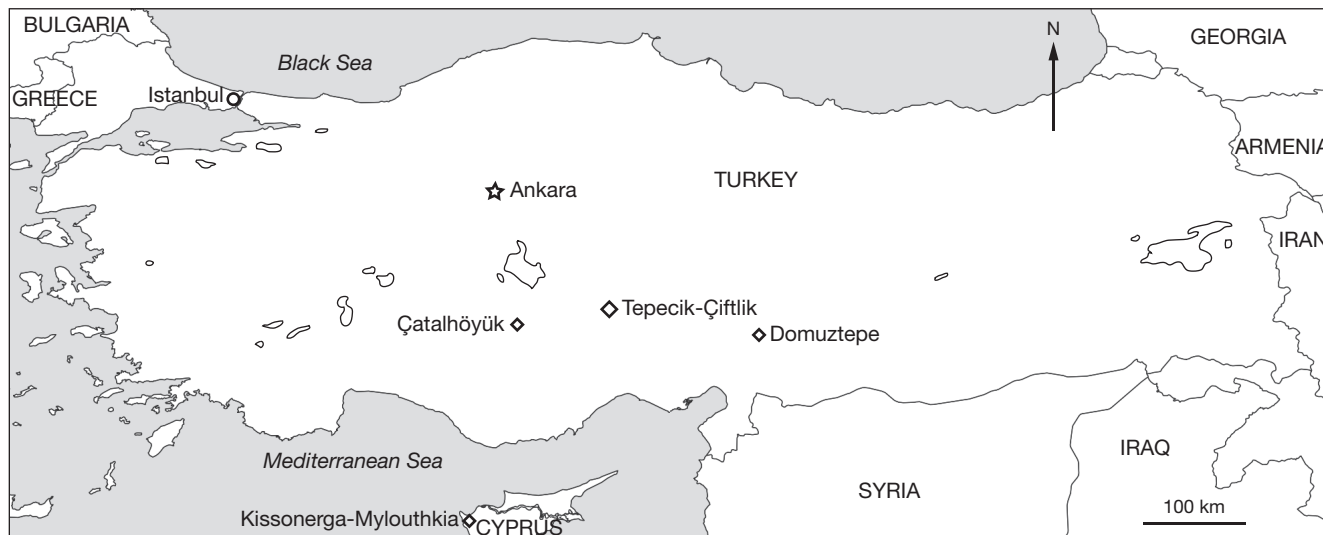 BULGARIA
Black Sea
N
GEORGIA
GREECE
Istanbul
ARMENIA
TURKEY
Ankara
IRAN
Tepecik-Çiftlik
Çatalhöyük
Domuztepe
Mediterranean Sea
IRAQ
SYRIA
100 km
Kissonerga-Mylouthkia
CYPRUS